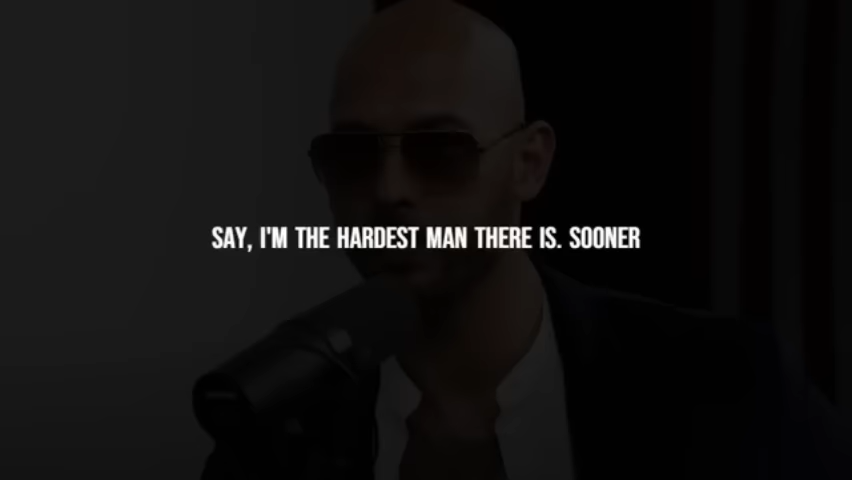 SAY, I'M THE HARDEST MAN THERE IS. SOONER